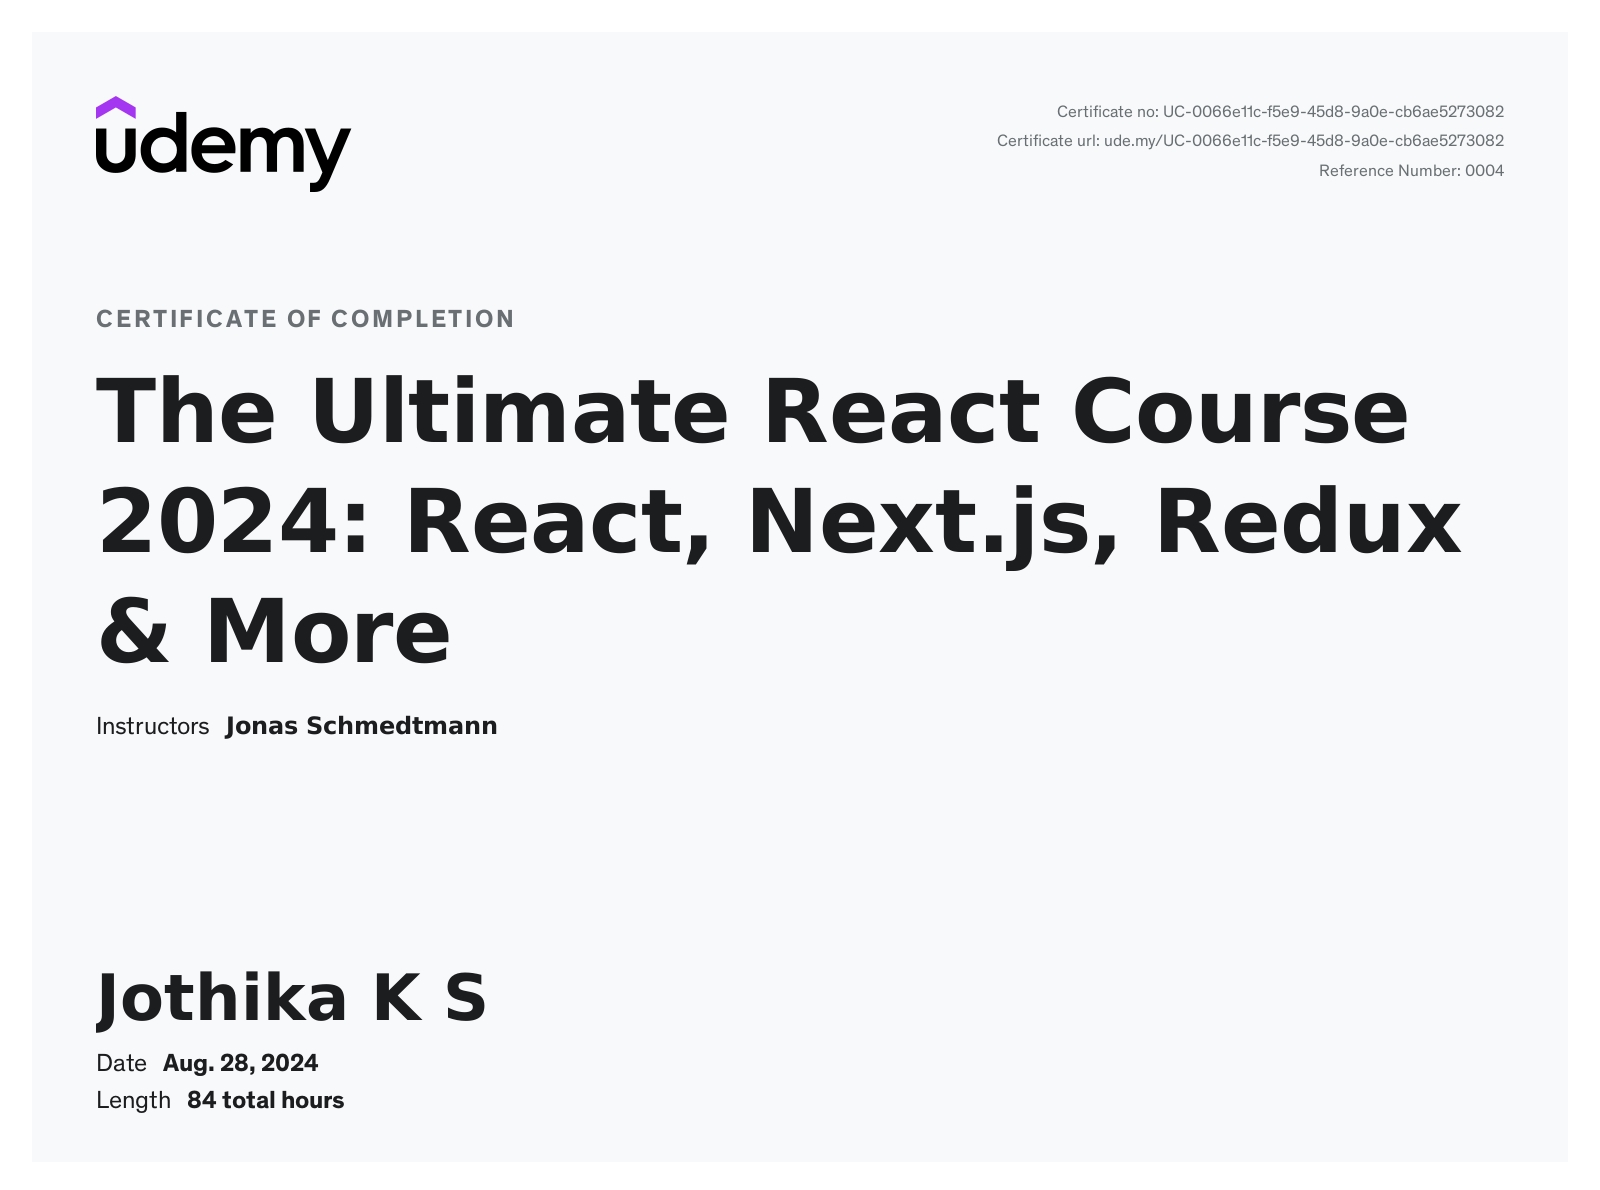 udemy
Certificate no: UC-0066e11c-f5e9-45d8-9a0e-cb6ae5273082
Certificate url: ude.my/UC-0066e11c-f5e9-45d8-9a0e-cb6ae5273082
Reference Number: 0004
CERTIFICATE OF COMPLETION
The Ultimate React Course
2024: React, Next.js, Redux
& More
Instructors Jonas Schmedtmann
Jothika K S
Date Aug. 28, 2024
Length 84 total hours